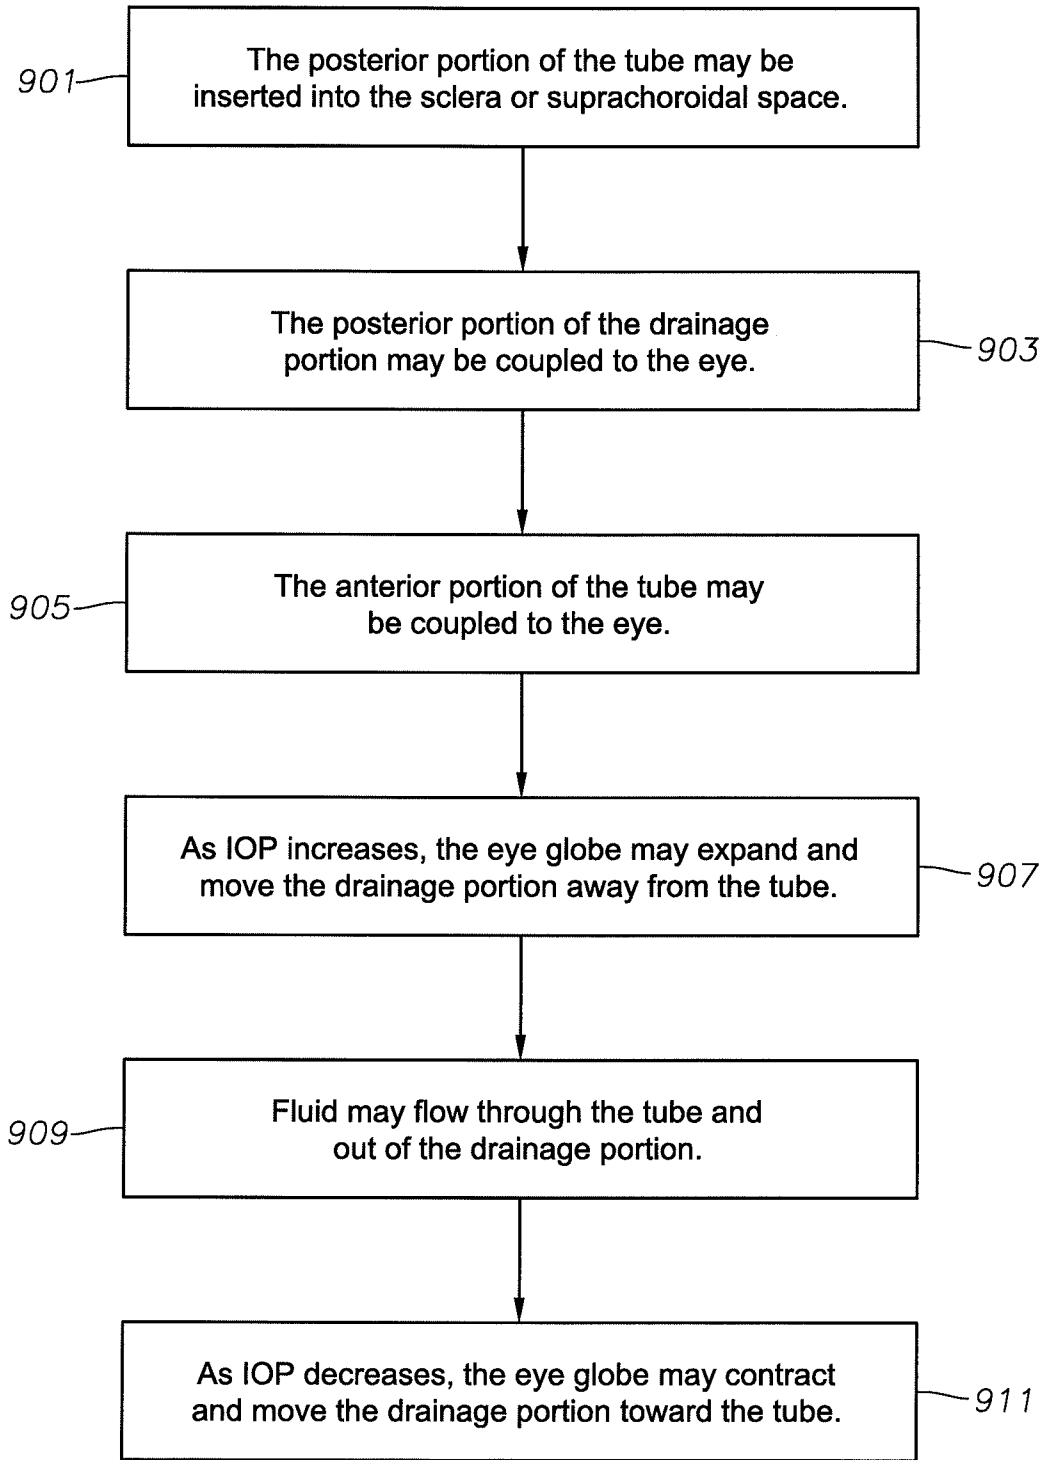 901
The posterior portion of the tube may be
inserted into the sclera or suprachoroidal space.
The posterior portion of the drainage
portion may be coupled to the eye.
903
905
The anterior portion of the tube may
be coupled to the eye.
As IOP increases, the eye globe may expand and
move the drainage portion away from the tube.
907
909
Fluid may flow through the tube and
out of the drainage portion.
As IOP decreases, the eye globe may contract
and move the drainage portion toward the tube.
911